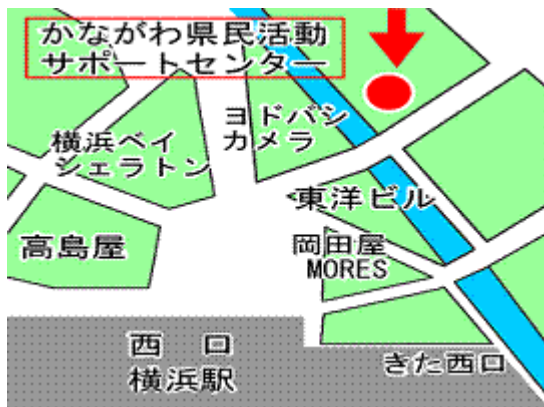 かながわ県民活動
サポートセンター
ヨドバシ
カメラ
横浜ベイ
シェラトン
東洋ビル
高島屋
岡田屋
MORES
西口
横浜駅
きた西口